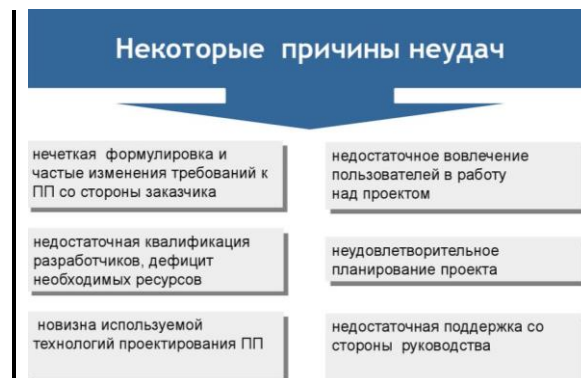 Некоторые причины неудач
нечеткая формулировка и
частые изменения требований к
ПП со стороны заказчика
недостаточное вовлечение
пользователей в работу
над проектом
недостаточная квалификация
разработчиков, дефицит
необходимых ресурсов
неудовлетворительное
планирование проекта
новизна используемой
технологий проектирования ПП
недостаточная поддержка со
стороны руководства